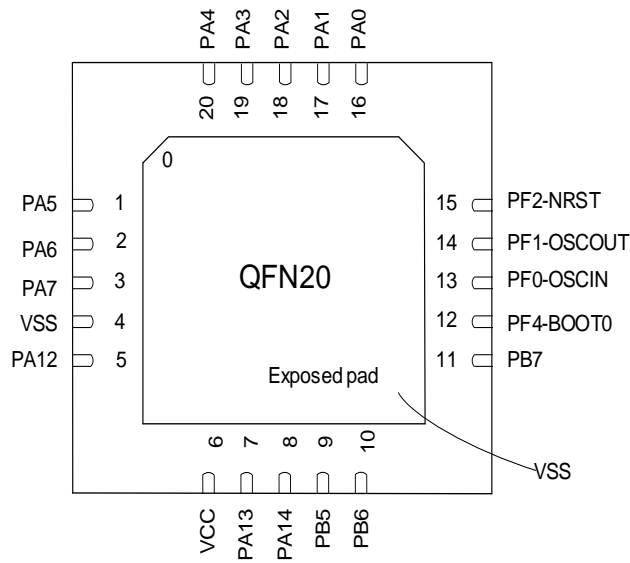 PA4 PA3 PA2 PA1 PA0
20 19 18 17 16
0
PA5 1 15 PF2-NRST
PA6 2 14 PF1-OSCOUT
PA7 3 QFN20 13 PF0-OSCIN
VSS 4 12 PF4-BOOT0
PA12 5 11 PB7
Exposed pad
6 7 8 9 10
VSS
VCC PA13 PA14 PB5 PB6